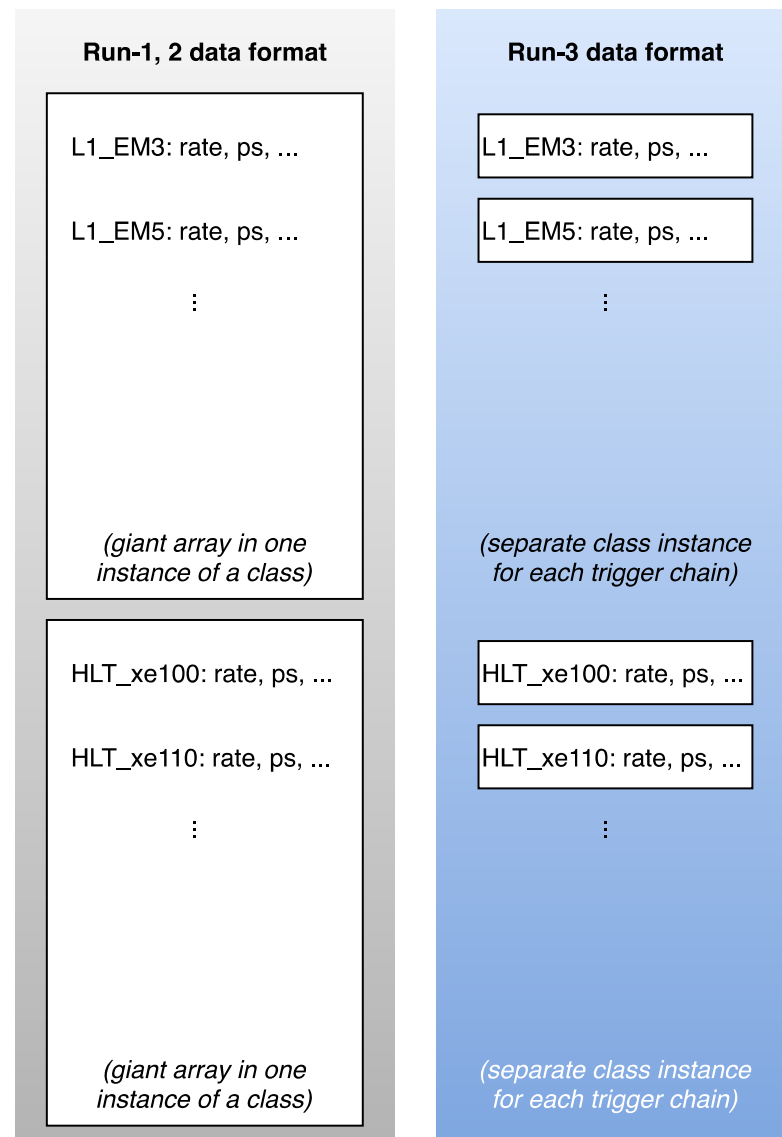 Run-1, 2 data format
L1_EM3: rate, ps, ...
L1_EM5: rate, ps, ...
⋮
(giant array in one
instance of a class)
HLT_xe100: rate, ps, ...
HLT_xe110: rate, ps, ...
⋮
(giant array in one
instance of a class)
Run-3 data format
L1_EM3: rate, ps, ...
L1_EM5: rate, ps, ...
⋮
(separate class instance
for each trigger chain)
HLT_xe100: rate, ps, ...
HLT_xe110: rate, ps, ...
⋮
(separate class instance
for each trigger chain)